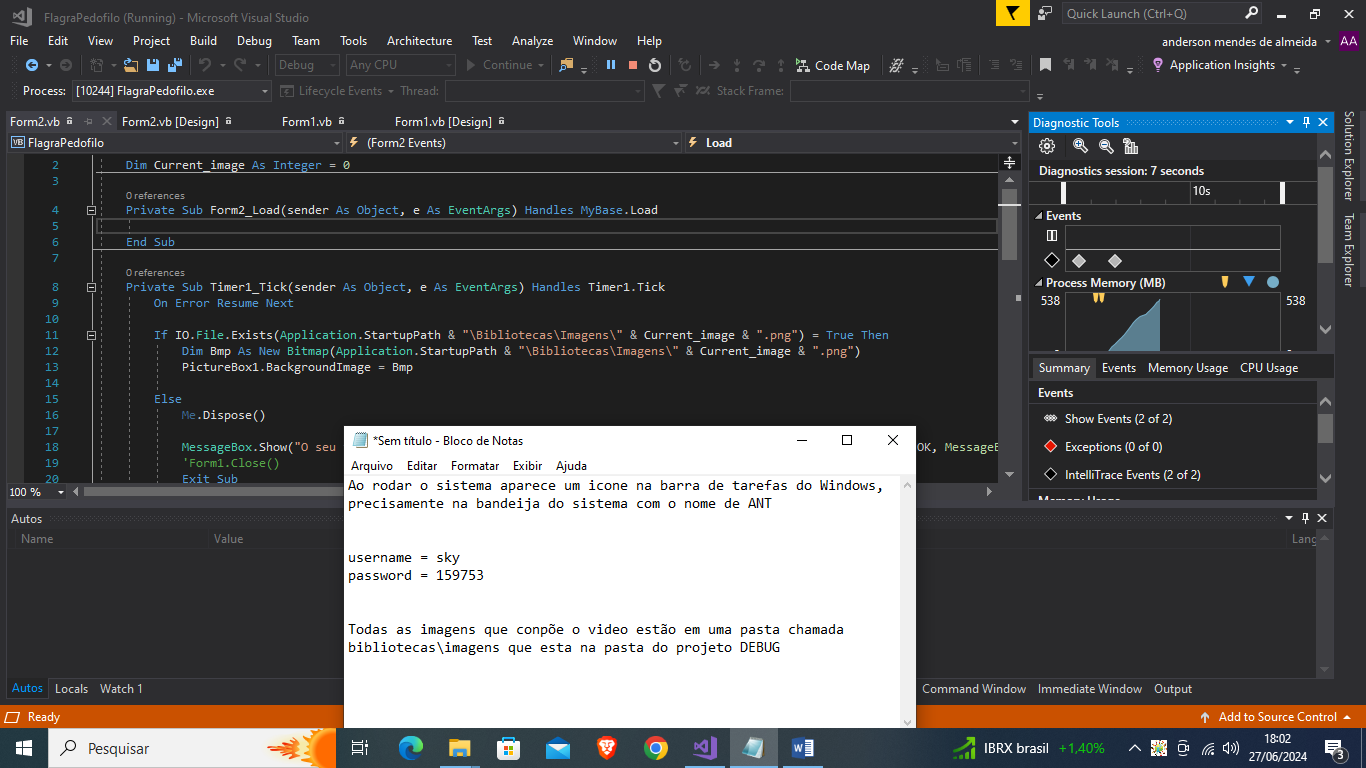 FlagraPedofilo (Running) - Microsoft Visual Studio
Quick Launch (Ctrl+Q)
File Edit View Project Build Debug Team Tools Architecture Test Analyze Window Help
anderson mendes de almeida AA
Debug Any CPU Continue Code Map Application Insights
Process: [10244] FlagraPedofilo.exe Lifecycle Events Thread: Stack Frame:
Form2.vb Form2.vb [Design] Form1.vb Form1.vb [Design]
VB FlagraPedofilo (Form2 Events) Load
2 Dim Current_image As Integer = 0
3
0 references
4 Private Sub Form2_Load(sender As Object, e As EventArgs) Handles MyBase.Load
5
6 End Sub
7
0 references
8 Private Sub Timer1_Tick(sender As Object, e As EventArgs) Handles Timer1.Tick
9 On Error Resume Next
10
11 If IO.File.Exists(Application.StartupPath & "\Bibliotecas\Imagens\" & Current_image & ".png") = True Then
12 Dim Bmp As New Bitmap(Application.StartupPath & "\Bibliotecas\Imagens\" & Current_image & ".png")
13 PictureBox1.BackgroundImage = Bmp
14
15 Else
16 Me.Dispose()
17
18 MessageBox.Show("O seu OK, MessageB
19 'Form1.Close()
20 Exit Sub
100 %
Diagnostic Tools
Diagnostics session: 7 seconds
10s
Events
Process Memory (MB)
538 538
Summary Events Memory Usage CPU Usage
Events
Show Events (2 of 2)
Exceptions (0 of 0)
IntelliTrace Events (2 of 2)
Memory Usage
Solution Explorer
Team Explorer
Autos
Name Value Lang
*Sem título - Bloco de Notas
Arquivo Editar Formatar Exibir Ajuda
Ao rodar o sistema aparece um icone na barra de tarefas do Windows,
precisamente na bandeija do sistema com o nome de ANT
username = sky
password = 159753
Todas as imagens que conpõe o video estão em uma pasta chamada
bibliotecas\imagens que esta na pasta do projeto DEBUG
Autos Locals Watch 1
Command Window Immediate Window Output
Ready
Add to Source Control
Pesquisar
IBRX brasil +1,40%
18:02
27/06/2024
3